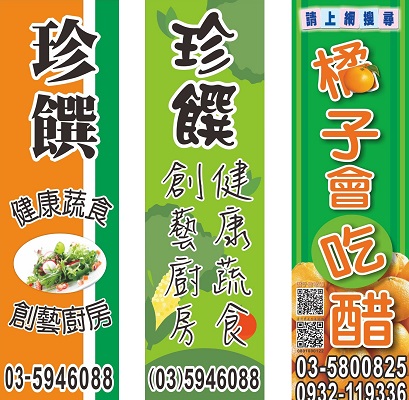 珍饌
健康蔬食
創藝廚房
03-5946088
珍饌
健康蔬食
創藝廚房
(03)5946088
請上網搜尋
橘子會吃醋
03-5800825
0932-119336